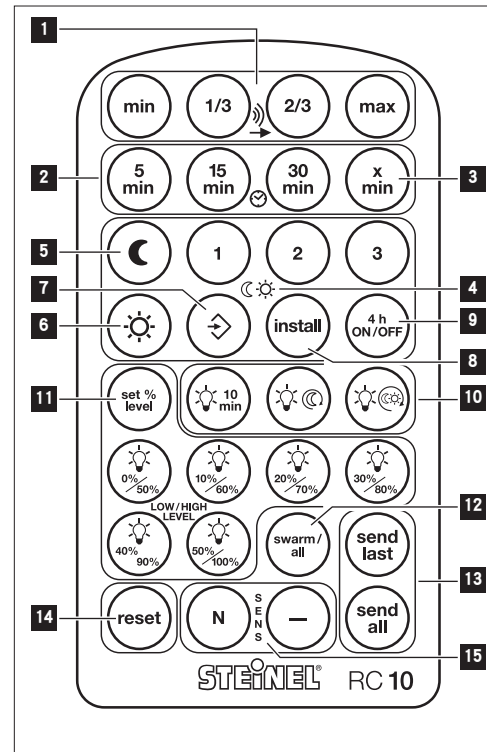 1
min 1/3 2/3 max
2
5 min 15 min 30 min x min
3
5
1 2 3
7
4
6
install
4 h ON/OFF
9
8
11
set % level
10 min
10
0% 50% 10% 60% 20% 70% 30% 80%
LOW/HIGH LEVEL
12
40% 90% 50% 100%
swarm/ all
send last
13
14
reset
N
SENS
–
send all
15
STEINEL® RC 10